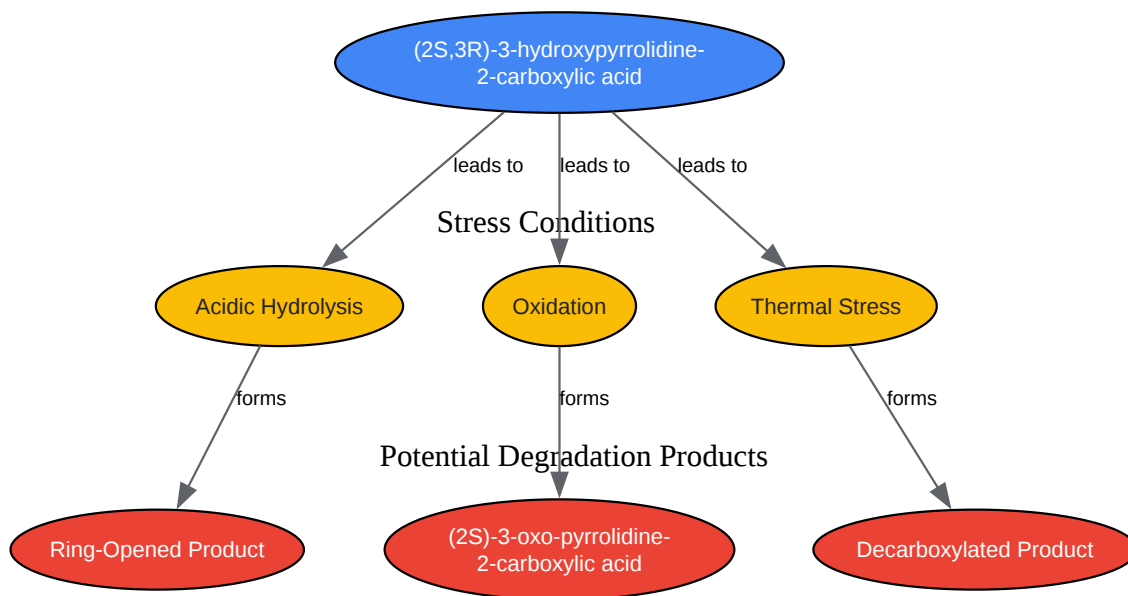 (2S,3R)-3-hydroxypyrrolidine-
2-carboxylic acid
leads to
leads to
leads to
Stress Conditions
Acidic Hydrolysis
Oxidation
Thermal Stress
forms
forms
forms
Potential Degradation Products
Ring-Opened Product
(2S)-3-oxo-pyrrolidine-
2-carboxylic acid
Decarboxylated Product